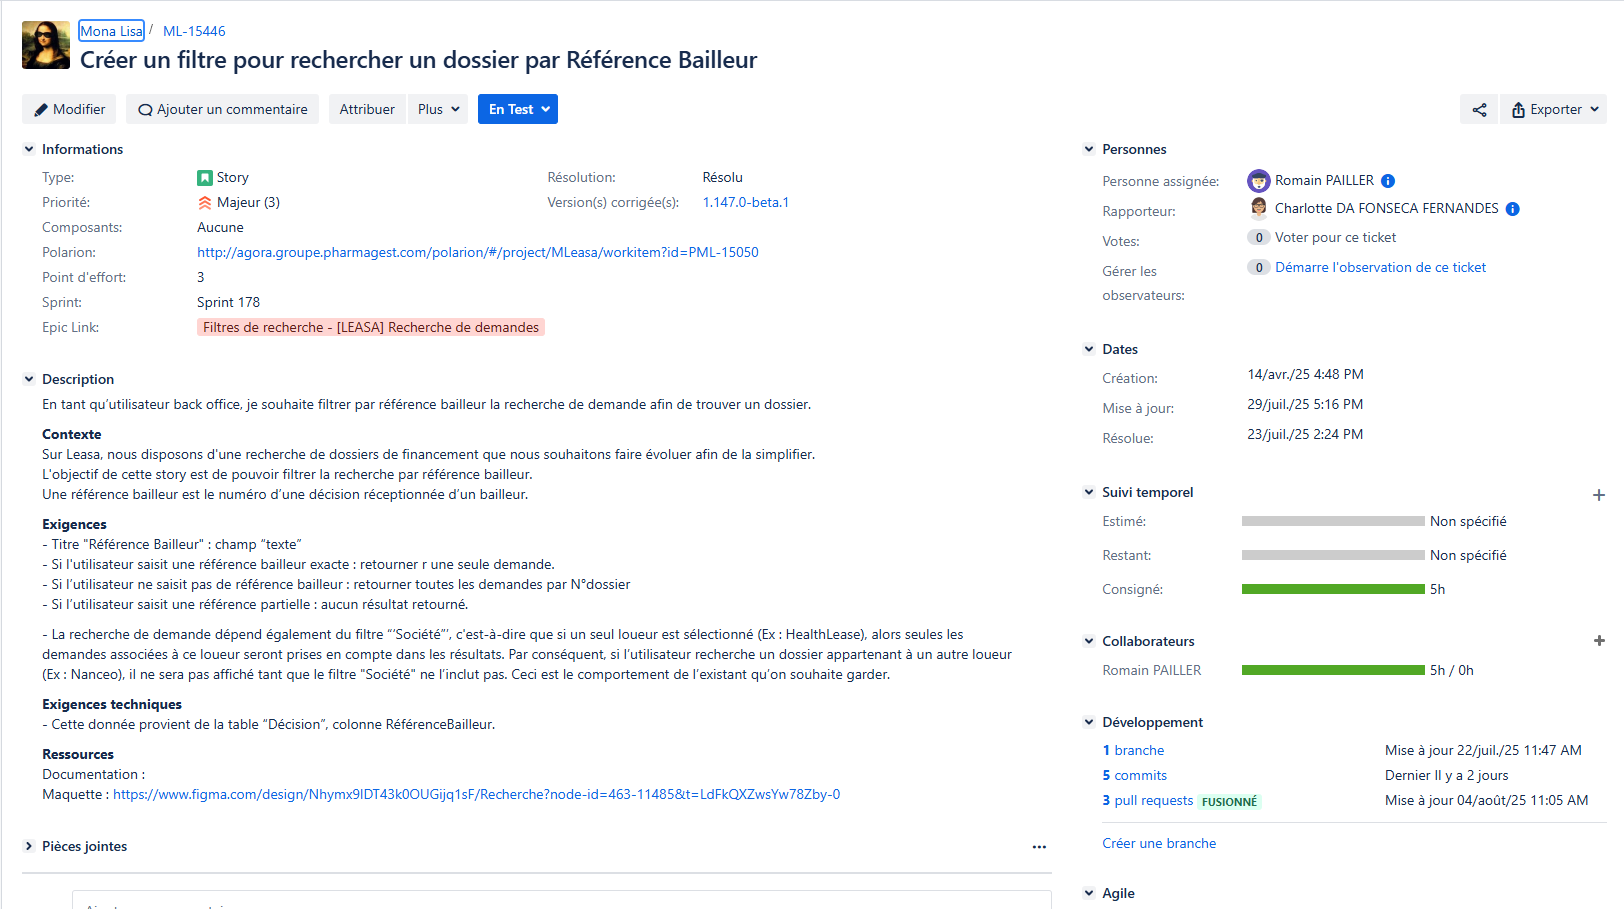 Mona Lisa / ML-15446
Créer un filtre pour rechercher un dossier par Référence Bailleur
Modifier
Ajouter un commentaire
Attribuer
Plus
En Test
Exporter
Informations
Type: Story
Résolution: Résolu
Priorité: Majeur (3)
Version(s) corrigée(s): 1.147.0-beta.1
Composants: Aucune
Polarion: http://agora.groupe.pharmagest.com/polarion/#/project/MLeasa/workitem?id=PML-15050
Point d'effort: 3
Sprint: Sprint 178
Epic Link: Filtres de recherche - [LEASA] Recherche de demandes
Description
En tant qu’utilisateur back office, je souhaite filtrer par référence bailleur la recherche de demande afin de trouver un dossier.
Contexte
Sur Leasa, nous disposons d'une recherche de dossiers de financement que nous souhaitons faire évoluer afin de la simplifier.
L'objectif de cette story est de pouvoir filtrer la recherche par référence bailleur.
Une référence bailleur est le numéro d’une décision réceptionnée d’un bailleur.
Exigences
- Titre "Référence Bailleur" : champ “texte”
- Si l'utilisateur saisit une référence bailleur exacte : retourner r une seule demande.
- Si l’utilisateur ne saisit pas de référence bailleur : retourner toutes les demandes par N°dossier
- Si l’utilisateur saisit une référence partielle : aucun résultat retourné.
- La recherche de demande dépend également du filtre “’Société”’, c'est-à-dire que si un seul loueur est sélectionné (Ex : HealthLease), alors seules les
demandes associées à ce loueur seront prises en compte dans les résultats. Par conséquent, si l’utilisateur recherche un dossier appartenant à un autre loueur
(Ex : Nanceo), il ne sera pas affiché tant que le filtre "Société" ne l’inclut pas. Ceci est le comportement de l’existant qu’on souhaite garder.
Exigences techniques
- Cette donnée provient de la table “Décision”, colonne RéférenceBailleur.
Ressources
Documentation :
Maquette : https://www.figma.com/design/Nhymx9IDT43k0OUGijq1sF/Recherche?node-id=463-11485&t=LdFkQXZwsYw78Zby-0
Pièces jointes
Personnes
Personne assignée: Romain PAILLER
Rapporteur: Charlotte DA FONSECA FERNANDES
Votes: 0 Voter pour ce ticket
Gérer les observateurs: 0 Démarre l'observation de ce ticket
Dates
Création: 14/avr./25 4:48 PM
Mise à jour: 29/juil./25 5:16 PM
Résolue: 23/juil./25 2:24 PM
Suivi temporel
Estimé: Non spécifié
Restant: Non spécifié
Consigné: 5h
Collaborateurs
Romain PAILLER 5h / 0h
Développement
1 branche Mise à jour 22/juil./25 11:47 AM
5 commits Dernier Il y a 2 jours
3 pull requests FUSIONNÉ Mise à jour 04/août/25 11:05 AM
Créer une branche
Agile